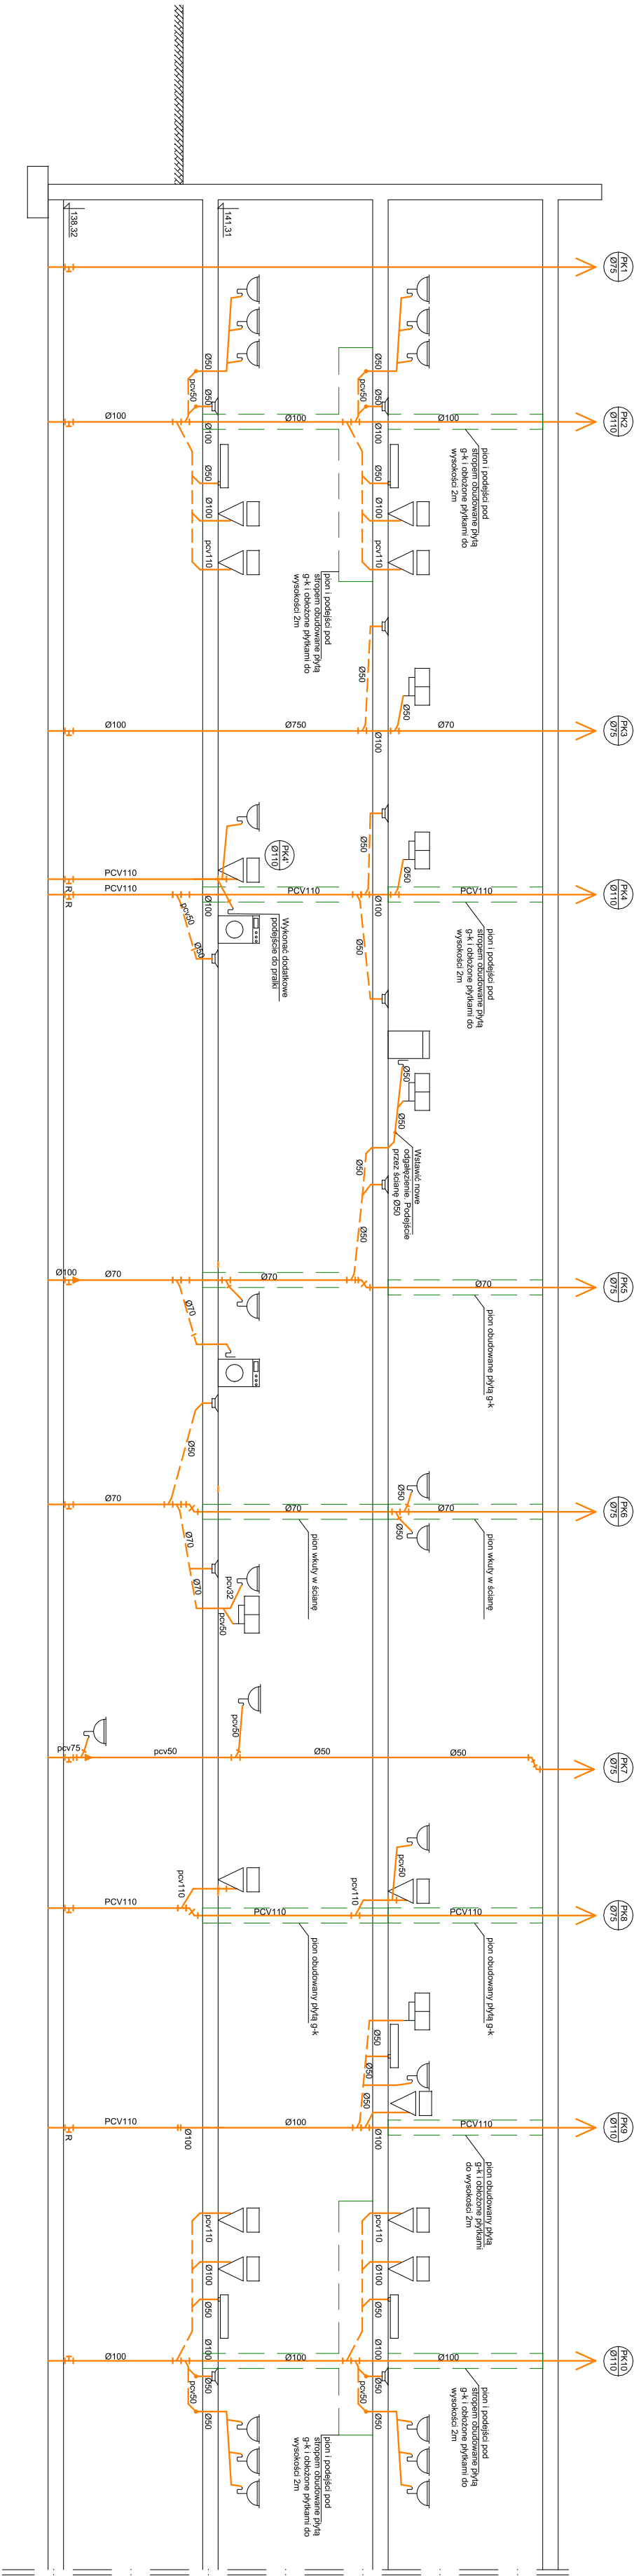 138,32
141,31
PK1
Ø75
PK2
Ø110
Ø50
pcv50
Ø50
Ø100
Ø100
Ø50
Ø100
pcv110
Ø50
pcv50
Ø50
Ø100
Ø100
Ø50
Ø100
pcv110
pion i podejści pod
stropem obudowane płytą
g-k i obłożone płytkami do
wysokości 2m
pion i podejści pod
stropem obudowane płytą
g-k i obłożone płytkami do
wysokości 2m
PK3
Ø75
Ø100
Ø750
Ø50
Ø100
Ø50
Ø70
PK4
Ø110
PK4'
Ø110
PCV110
PCV110
R
R
pcv50
Ø50
Ø100
PCV110
Ø50
Ø50
Ø100
Ø50
PCV110
Wykonać dodatkowe
podejście do pralki
pion i podejści pod
stropem obudowane płytą
g-k i obłożone płytkami do
wysokości 2m
Ø50
Ø50
Ø50
Ø50
Wstawić nowe
odgałęzienie. Podejście
przez ścianę Ø50
PK5
Ø75
Ø100
Ø70
Ø70
Ø70
Ø70
pion obudowane płytą g-k
PK6
Ø75
Ø50
Ø70
Ø70
Ø70
pcv32
pcv50
Ø70
Ø50
Ø50
Ø70
pion wkuty w ścianę
pion wkuty w ścianę
PK7
Ø75
pcv75
pcv50
pcv50
Ø50
Ø50
PK8
Ø75
PCV110
pcv110
PCV110
pcv110
pcv50
PCV110
pion obudowany płytą g-k
pion obudowany płytą g-k
PK9
Ø110
PCV110
R
Ø100
Ø100
Ø50
Ø50
Ø50
Ø100
PCV110
pion obudowany płytą
g-k i obłożone płytkami
do wysokości 2m
PK10
Ø110
Ø100
pcv110
Ø100
Ø50
Ø100
Ø50
pcv50
Ø50
Ø100
pcv110
Ø100
Ø50
Ø100
Ø50
pcv50
Ø50
Ø100
pion i podejści pod
stropem obudowane płytą
g-k i obłożone płytkami do
wysokości 2m
pion i podejści pod
stropem obudowane płytą
g-k i obłożone płytkami do
wysokości 2m